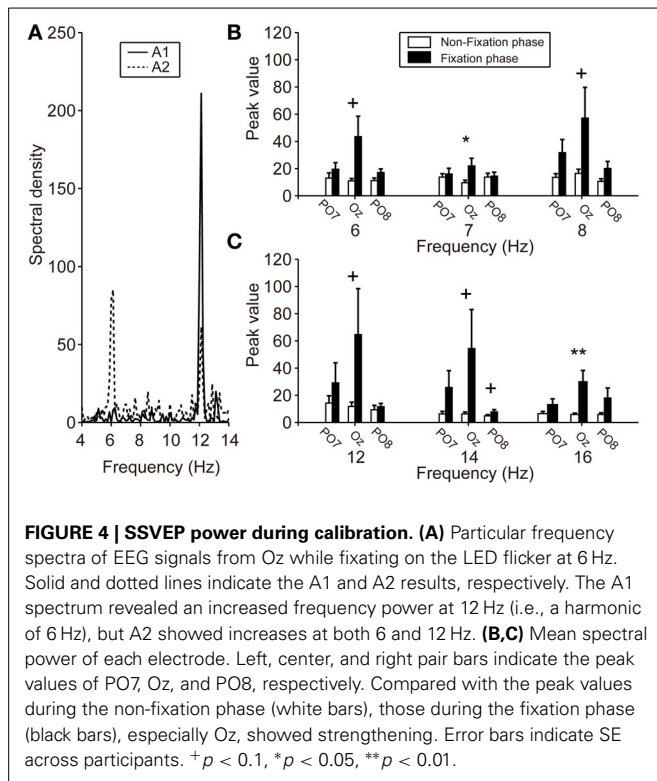 A
250
200
150
100
50
0
Spectral density
A1
A2
4 6 8 10 12 14
Frequency (Hz)
B
120
100
80
60
40
20
0
Peak value
Non-Fixation phase
Fixation phase
+
*
+
PO7 Oz PO8 PO7 Oz PO8 PO7 Oz PO8
6 7 8
Frequency (Hz)
C
120
100
80
60
40
20
0
Peak value
+
+
+
**
PO7 Oz PO8 PO7 Oz PO8 PO7 Oz PO8
12 14 16
Frequency (Hz)
FIGURE 4 | SSVEP power during calibration. (A) Particular frequency
spectra of EEG signals from Oz while fixating on the LED flicker at 6 Hz.
Solid and dotted lines indicate the A1 and A2 results, respectively. The A1
spectrum revealed an increased frequency power at 12 Hz (i.e., a harmonic
of 6 Hz), but A2 showed increases at both 6 and 12 Hz. (B,C) Mean spectral
power of each electrode. Left, center, and right pair bars indicate the peak
values of PO7, Oz, and PO8, respectively. Compared with the peak values
during the non-fixation phase (white bars), those during the fixation phase
(black bars), especially Oz, showed strengthening. Error bars indicate SE
across participants. +p < 0.1, *p < 0.05, **p < 0.01.